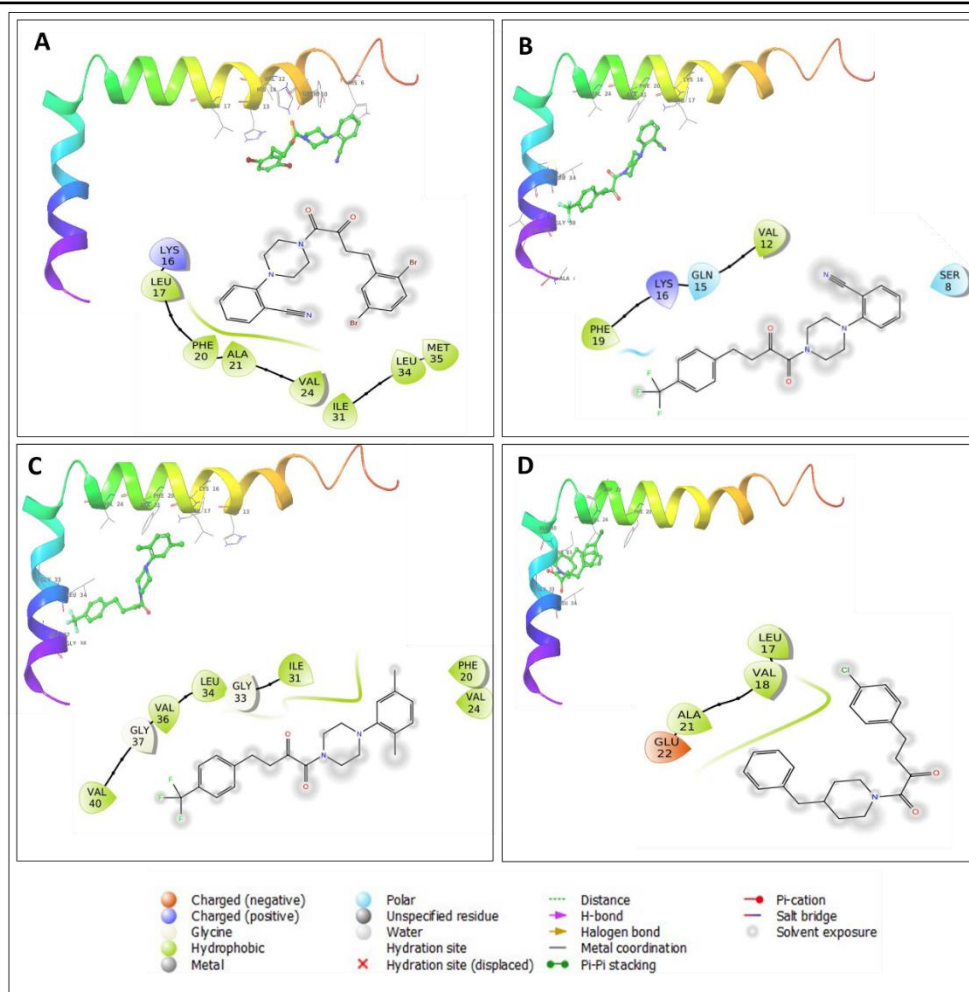 A
LYS
16
LEU
17
PHE
20
ALA
21
VAL
24
ILE
31
LEU
34
MET
35
O
O
N
N
N
Br
Br
B
VAL
12
GLN
15
LYS
16
PHE
19
SER
8
N
N
N
O
O
F
F
F
C
PHE 20
LYS 16
ILE
31
GLY
33
LEU
34
VAL
36
GLY
37
VAL
40
PHE
20
VAL
24
N
N
O
O
F
F
F
D
LEU
17
VAL
18
ALA
21
GLU
22
Cl
N
O
O
Charged (negative)
Charged (positive)
Glycine
Hydrophobic
Metal
Polar
Unspecified residue
Water
Hydration site
Hydration site (displaced)
Distance
H-bond
Halogen bond
Metal coordination
Pi-Pi stacking
Pi-cation
Salt bridge
Solvent exposure